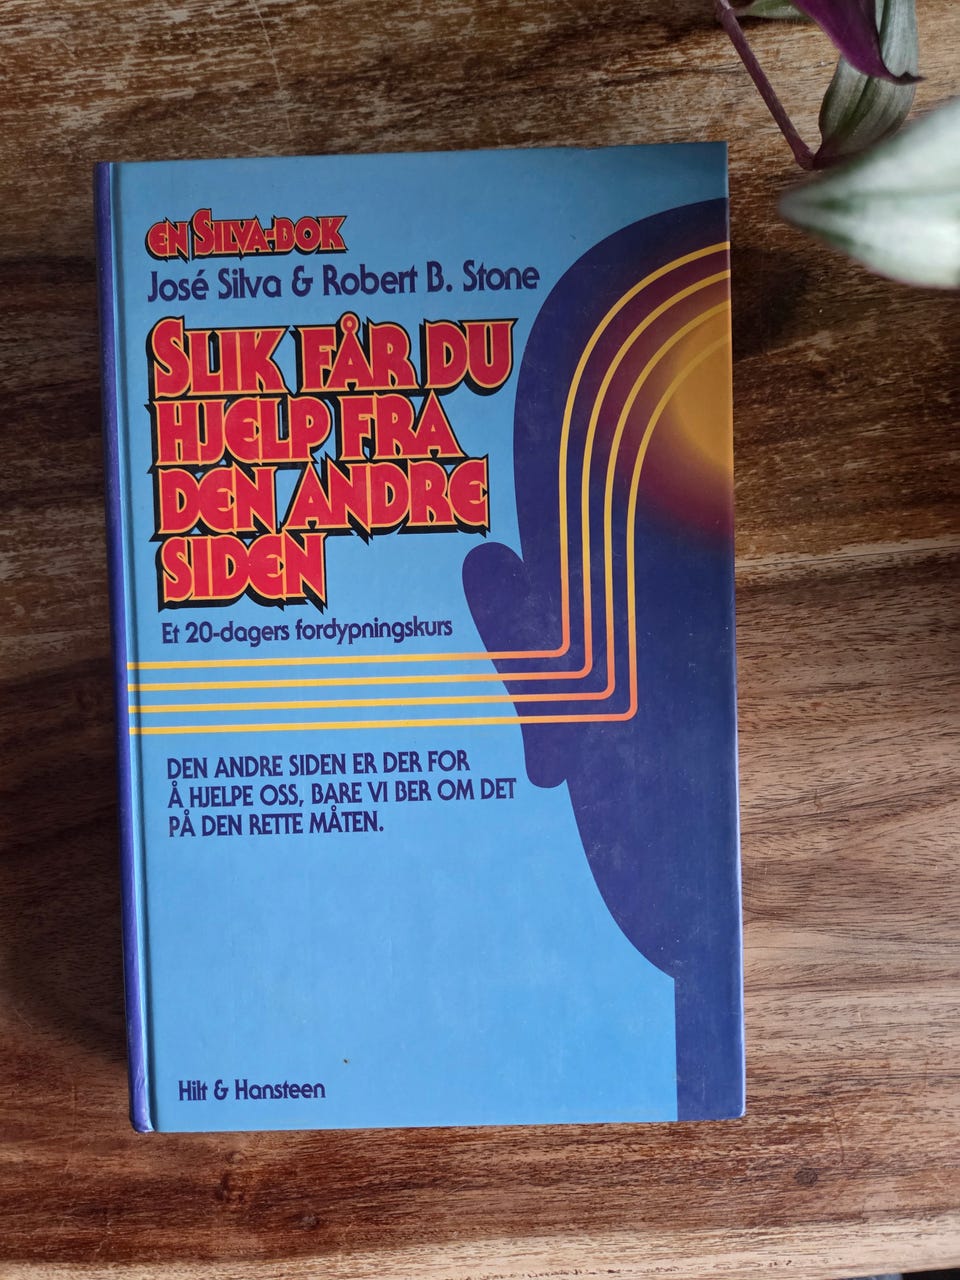 EN SILVA-BOK
José Silva & Robert B. Stone
SLIK FÅR DU
HJELP FRA
DEN ANDRE
SIDEN
Et 20-dagers fordypningskurs
DEN ANDRE SIDEN ER DER FOR
Å HJELPE OSS, BARE VI BER OM DET
PÅ DEN RETTE MÅTEN.
Hilt & Hansteen